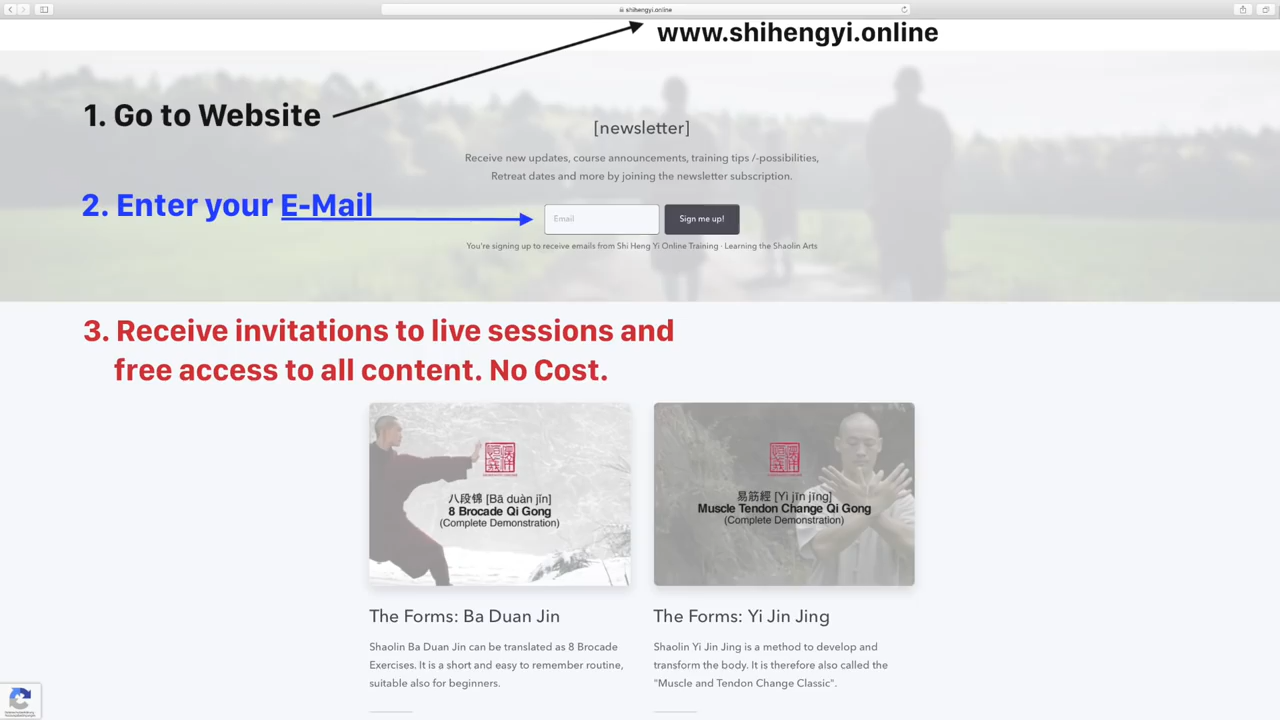 shihengyi.online
www.shihengyi.online
1. Go to Website
[newsletter]
Receive new updates, course announcements, training tips /-possibilities,
Retreat dates and more by joining the newsletter subscription.
2. Enter your E-Mail
Email
Sign me up!
You're signing up to receive emails from Shi Heng Yi Online Training · Learning the Shaolin Arts
3. Receive invitations to live sessions and
free access to all content. No Cost.
八段锦 [Bā duàn jǐn]
8 Brocade Qi Gong
(Complete Demonstration)
易筋經 [Yì jīn jīng]
Muscle Tendon Change Qi Gong
(Complete Demonstration)
The Forms: Ba Duan Jin
Shaolin Ba Duan Jin can be translated as 8 Brocade
Exercises. It is a short and easy to remember routine,
suitable also for beginners.
The Forms: Yi Jin Jing
Shaolin Yi Jin Jing is a method to develop and
transform the body. It is therefore also called the
"Muscle and Tendon Change Classic".